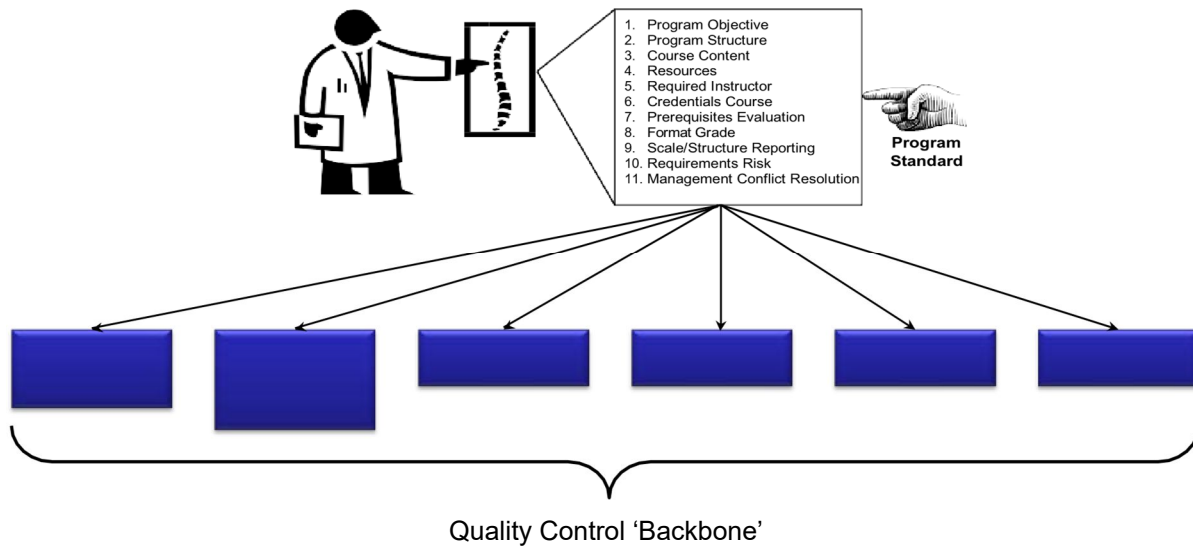 1. Program Objective
2. Program Structure
3. Course Content
4. Resources
5. Required Instructor
6. Credentials Course
7. Prerequisites Evaluation
8. Format Grade
9. Scale/Structure Reporting
10. Requirements Risk
11. Management Conflict Resolution
Program
Standard
Quality Control ‘Backbone’